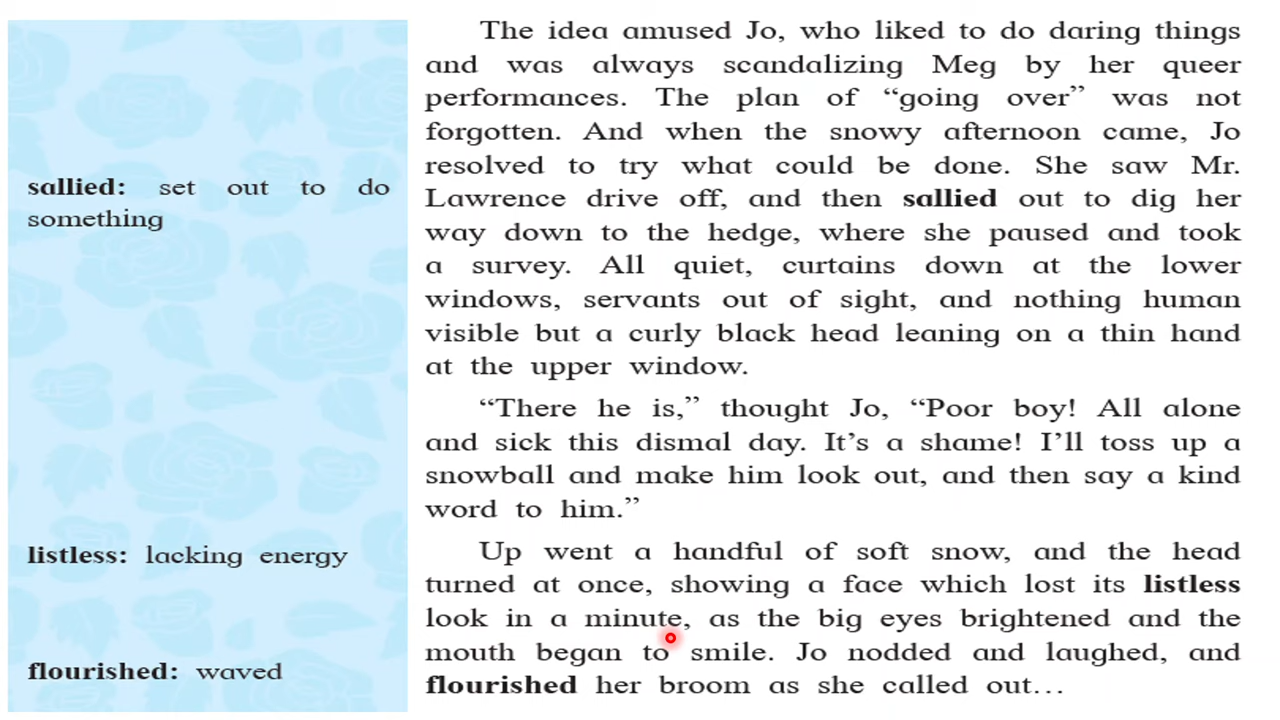 sallied: set out to do
something
listless: lacking energy
flourished: waved
The idea amused Jo, who liked to do daring things
and was always scandalizing Meg by her queer
performances. The plan of “going over” was not
forgotten. And when the snowy afternoon came, Jo
resolved to try what could be done. She saw Mr.
Lawrence drive off, and then sallied out to dig her
way down to the hedge, where she paused and took
a survey. All quiet, curtains down at the lower
windows, servants out of sight, and nothing human
visible but a curly black head leaning on a thin hand
at the upper window.
“There he is,” thought Jo, “Poor boy! All alone
and sick this dismal day. It’s a shame! I’ll toss up a
snowball and make him look out, and then say a kind
word to him.”
Up went a handful of soft snow, and the head
turned at once, showing a face which lost its listless
look in a minute, as the big eyes brightened and the
mouth began to smile. Jo nodded and laughed, and
flourished her broom as she called out...